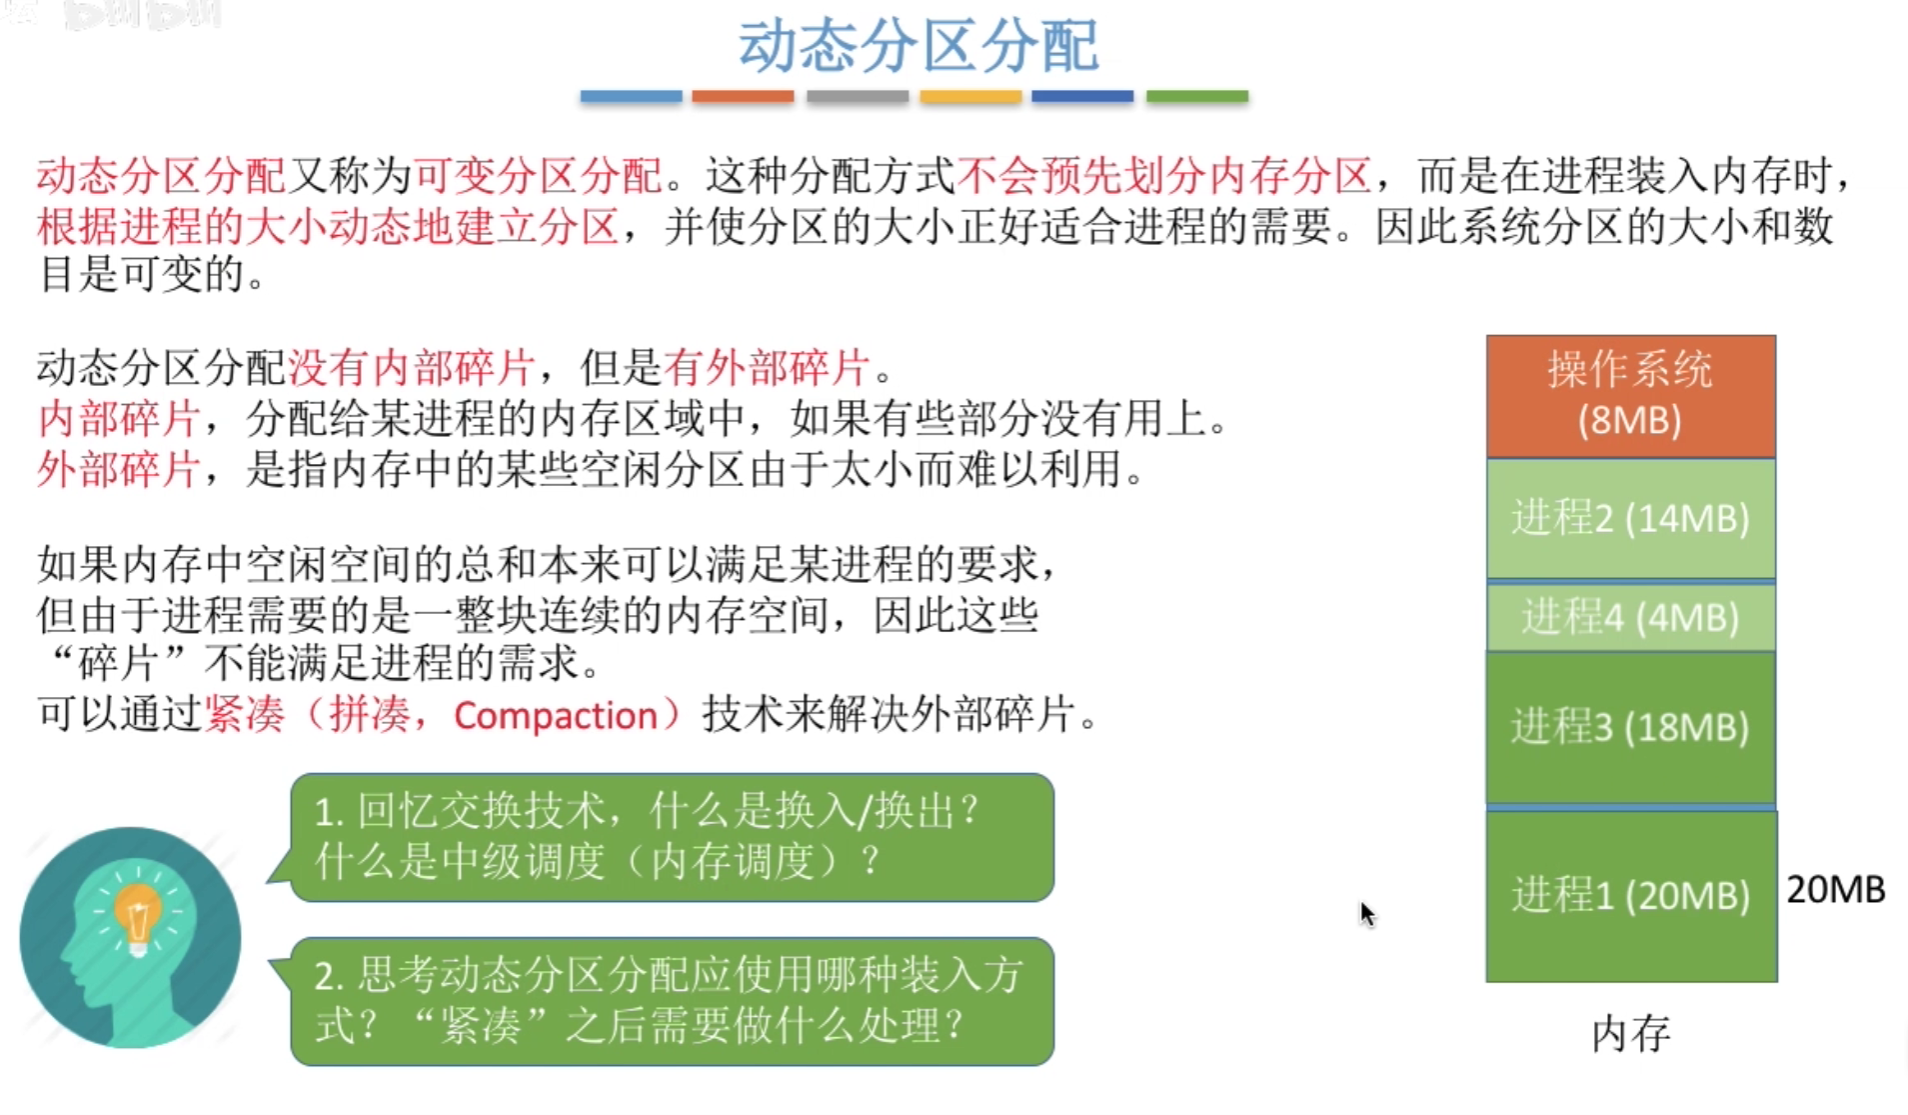 动态分区分配
动态分区分配又称为可变分区分配。这种分配方式不会预先划分内存分区，而是在进程装入内存时，
根据进程的大小动态地建立分区，并使分区的大小正好适合进程的需要。因此系统分区的大小和数
目是可变的。
动态分区分配没有内部碎片，但是有外部碎片。
内部碎片，分配给某进程的内存区域中，如果有些部分没有用上。
外部碎片，是指内存中的某些空闲分区由于太小而难以利用。
如果内存中空闲空间的总和本来可以满足某进程的要求，
但由于进程需要的是一整块连续的内存空间，因此这些
“碎片”不能满足进程的需求。
可以通过紧凑（拼凑，Compaction）技术来解决外部碎片。
1. 回忆交换技术，什么是换入/换出？
什么是中级调度（内存调度）？
2. 思考动态分区分配应使用哪种装入方
式？“紧凑”之后需要做什么处理？
操作系统
(8MB)
进程2 (14MB)
进程4 (4MB)
进程3 (18MB)
进程1 (20MB)
20MB
内存